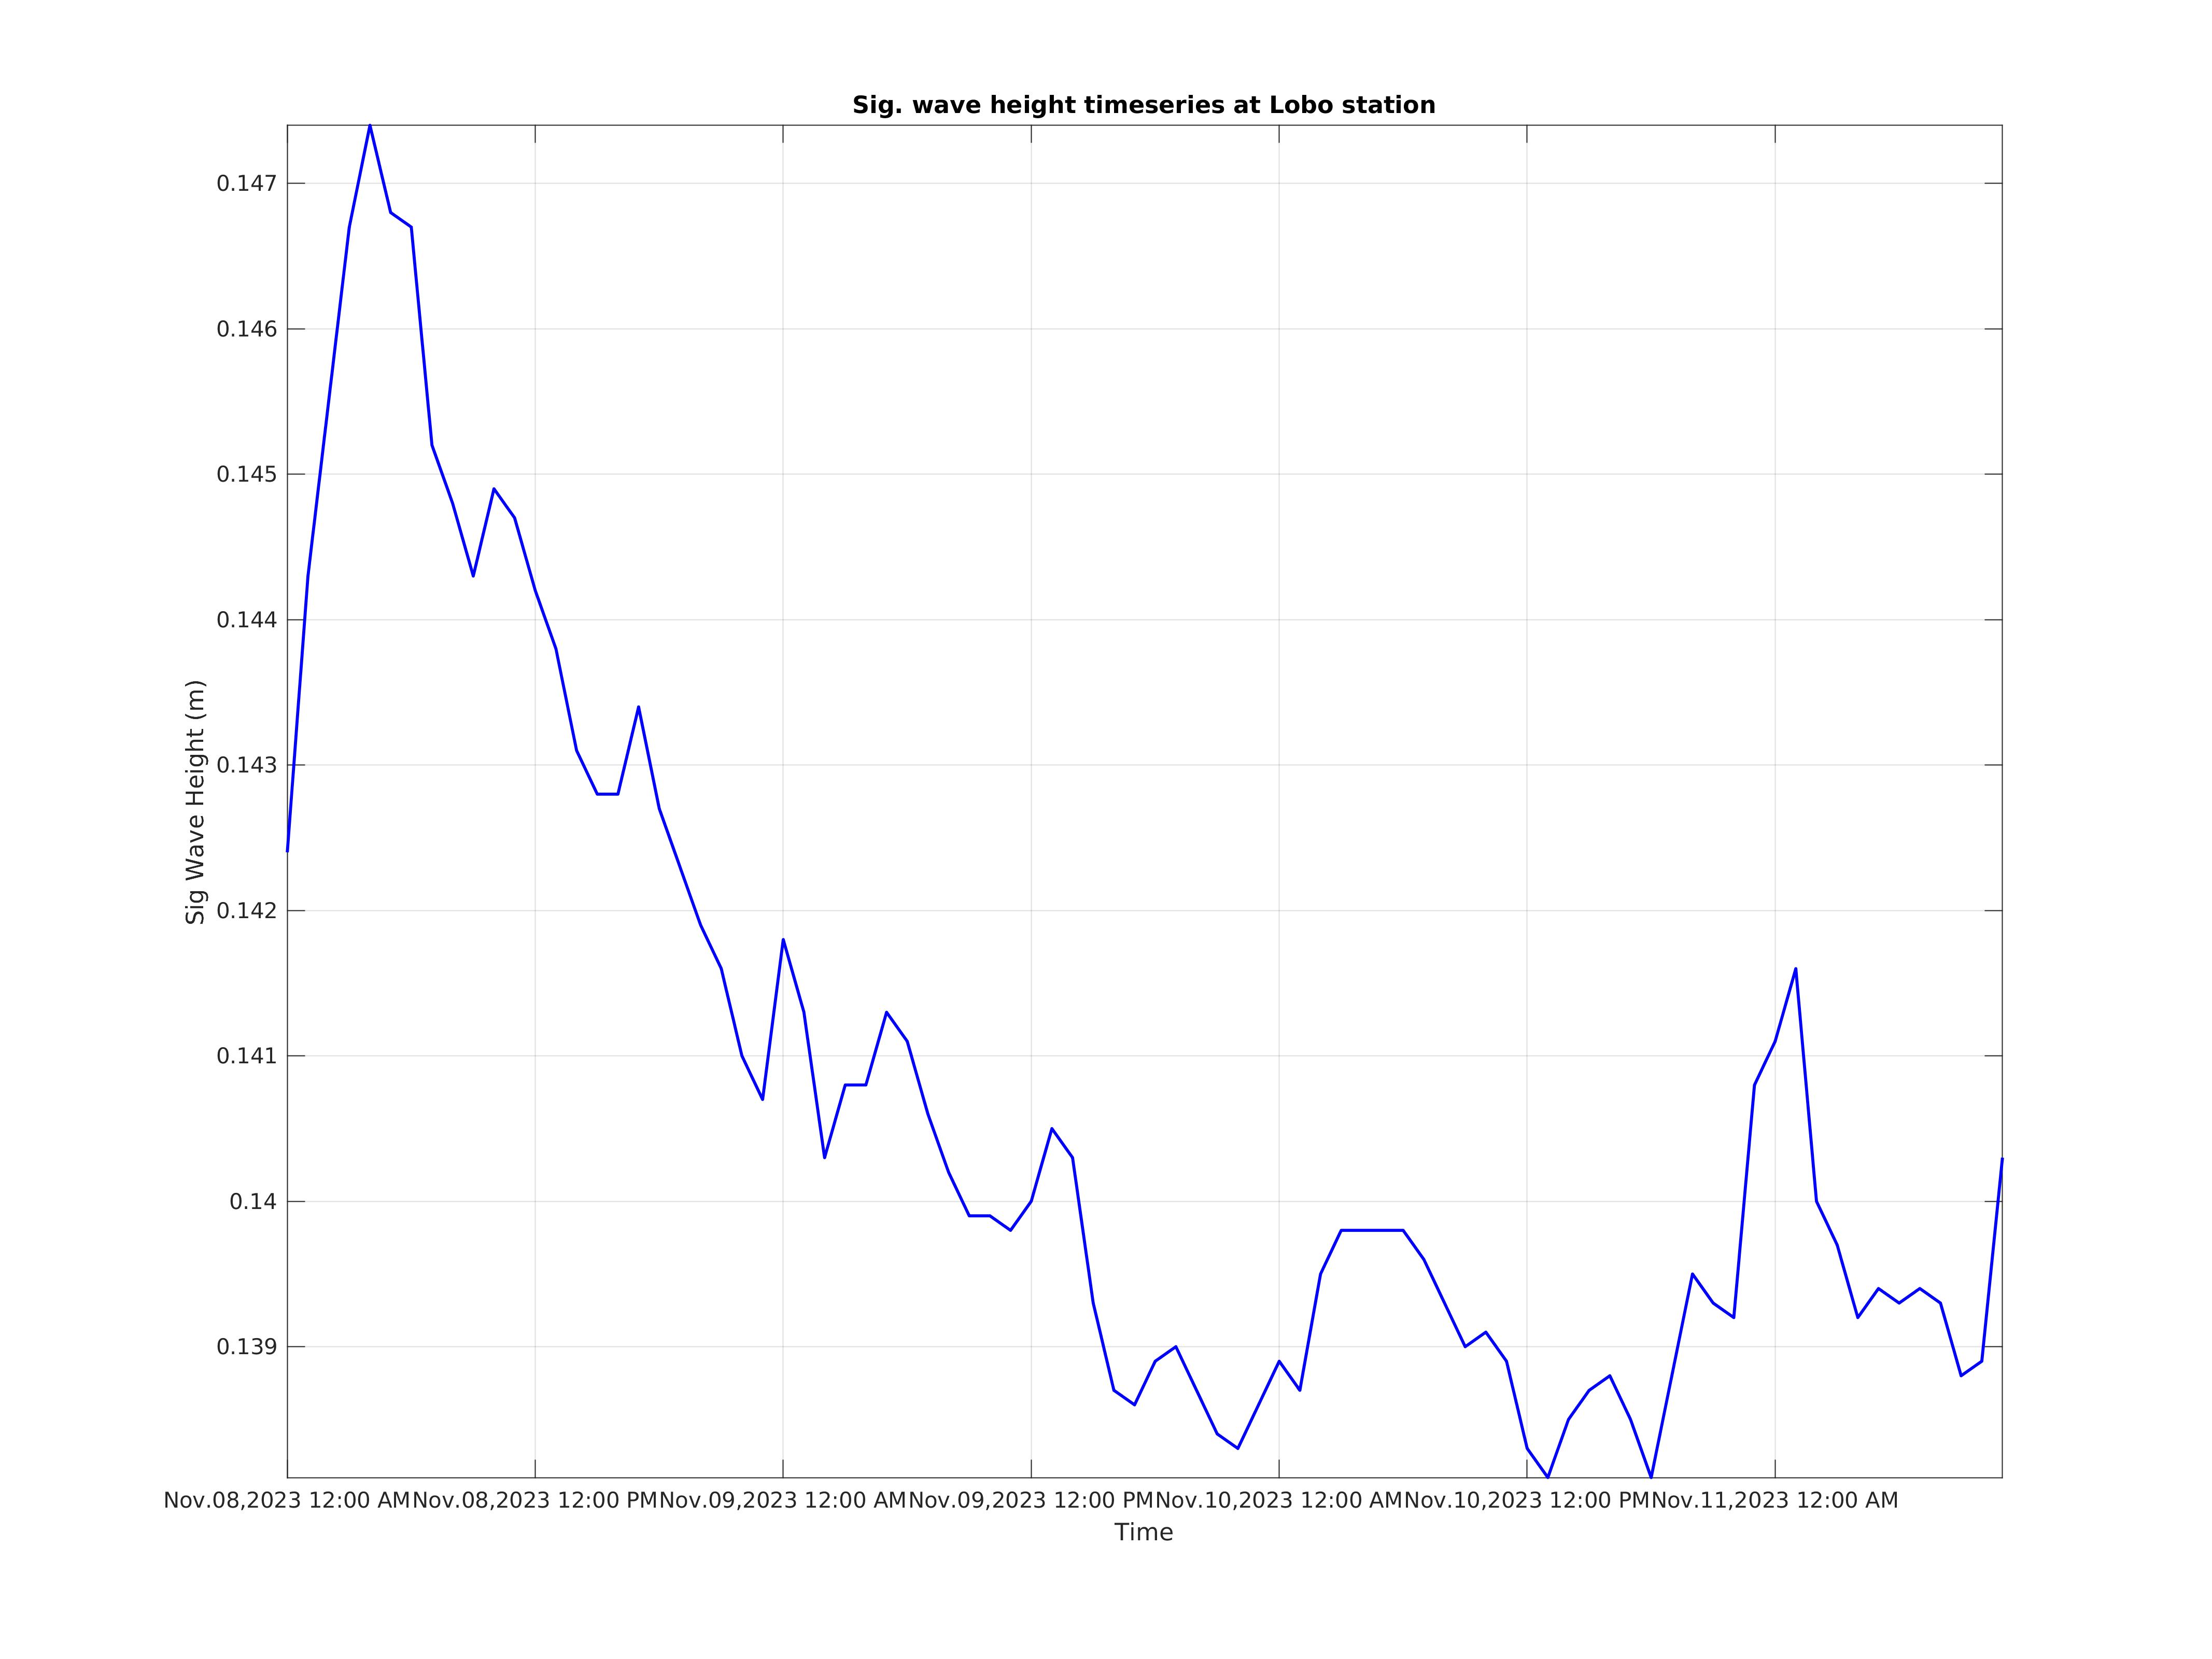 Sig. wave height timeseries at Lobo station
0.147
0.146
0.145
0.144
0.143
0.142
0.141
0.14
0.139
Sig Wave Height (m)
Nov.08,2023 12:00 AM
Nov.08,2023 12:00 PM
Nov.09,2023 12:00 AM
Nov.09,2023 12:00 PM
Nov.10,2023 12:00 AM
Nov.10,2023 12:00 PM
Nov.11,2023 12:00 AM
Time